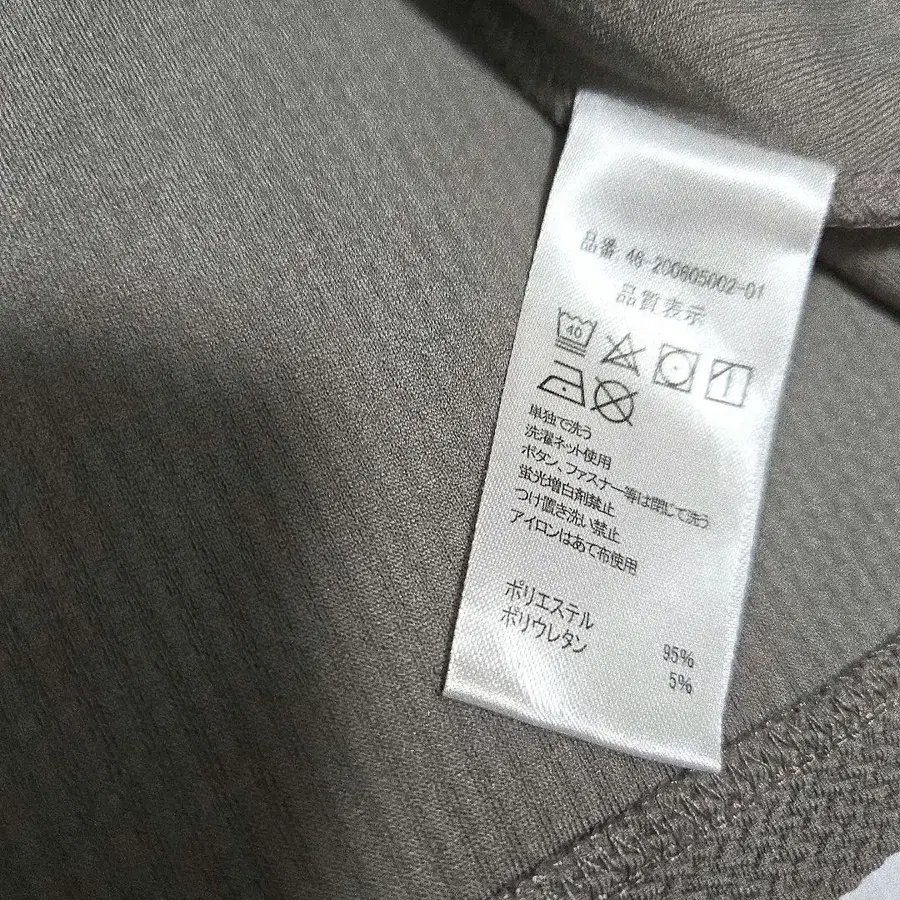 品番 46-200805002-01
品質表示
40
単独で洗う
洗濯ネット使用
ボタン、ファスナー等は閉じて洗う
蛍光増白剤禁止
つけ置き洗い禁止
アイロンはあて布使用
ポリエステル 95%
ポリウレタン 5%